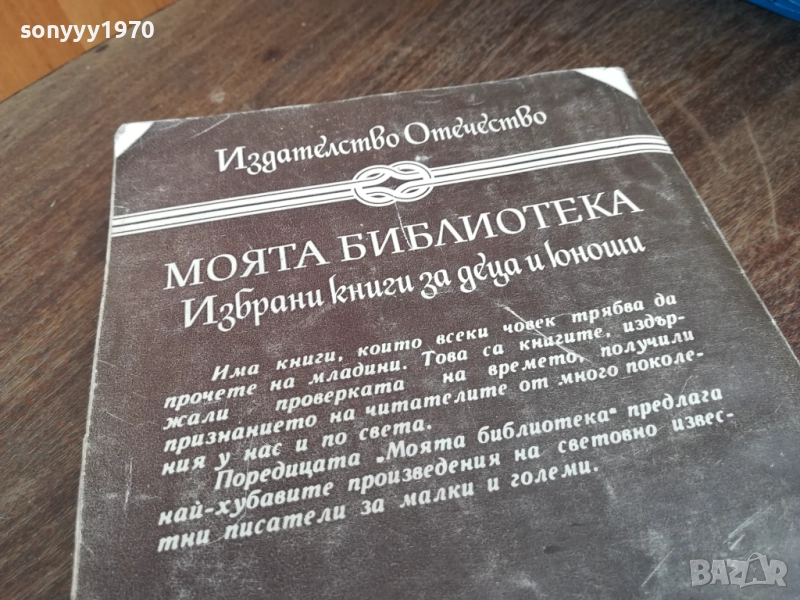 sonyyy1970
Издателство Отечество
МОЯТА БИБЛИОТЕКА
Избрани книги за деца и юноши
Има книги, които всеки човек трябва да
прочете на младини. Това са книгите, издър-
жали проверката на времето, получили
признанието на читателите от много поколе-
ния у нас и по света.
Поредицата „Моята библиотека" предлага
най-хубавите произведения на световно извес-
тни писатели за малки и големи.
BAZAR